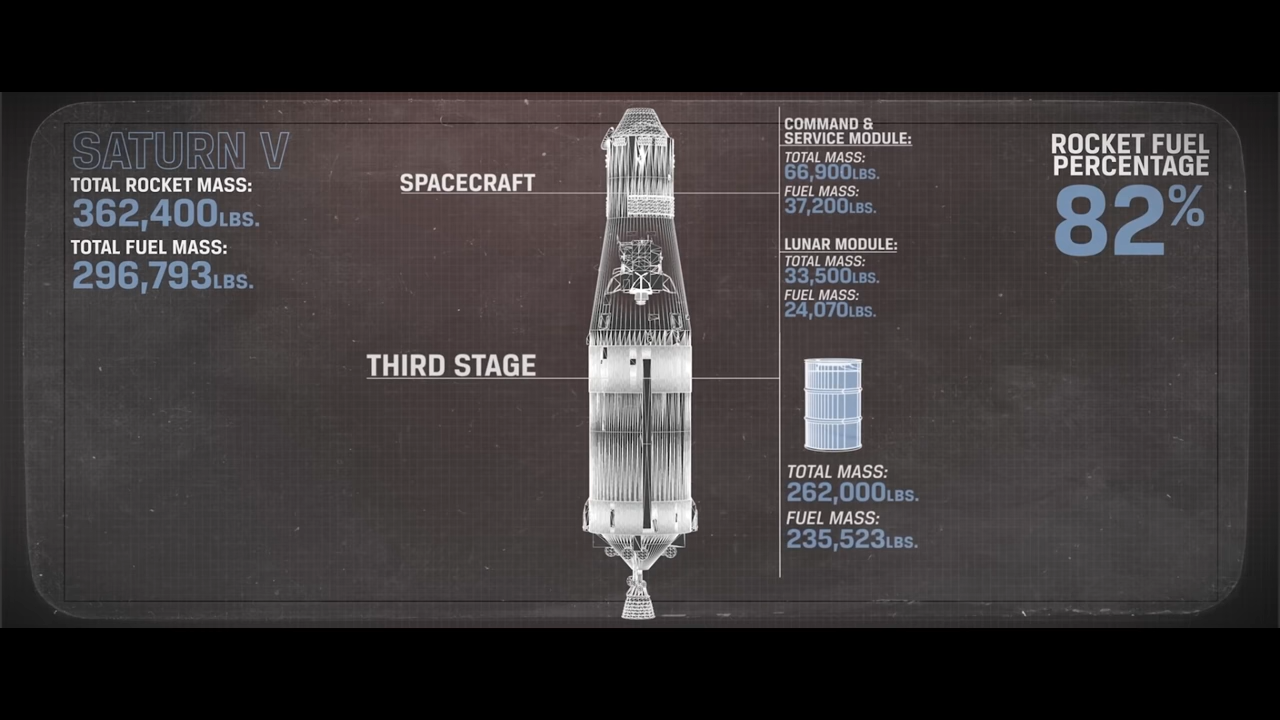 SATURN V
TOTAL ROCKET MASS:
362,400LBS.
TOTAL FUEL MASS:
296,793LBS.
SPACECRAFT
THIRD STAGE
COMMAND &
SERVICE MODULE:
TOTAL MASS:
66,900LBS.
FUEL MASS:
37,200LBS.
LUNAR MODULE:
TOTAL MASS:
33,500LBS.
FUEL MASS:
24,070LBS.
TOTAL MASS:
262,000LBS.
FUEL MASS:
235,523LBS.
ROCKET FUEL
PERCENTAGE
82%